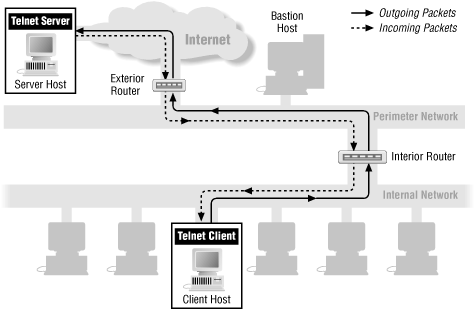 Telnet Server
Server Host
Internet
Bastion
Host
Outgoing Packets
Incoming Packets
Exterior
Router
Perimeter Network
Interior Router
Internal Network
Telnet Client
Client Host